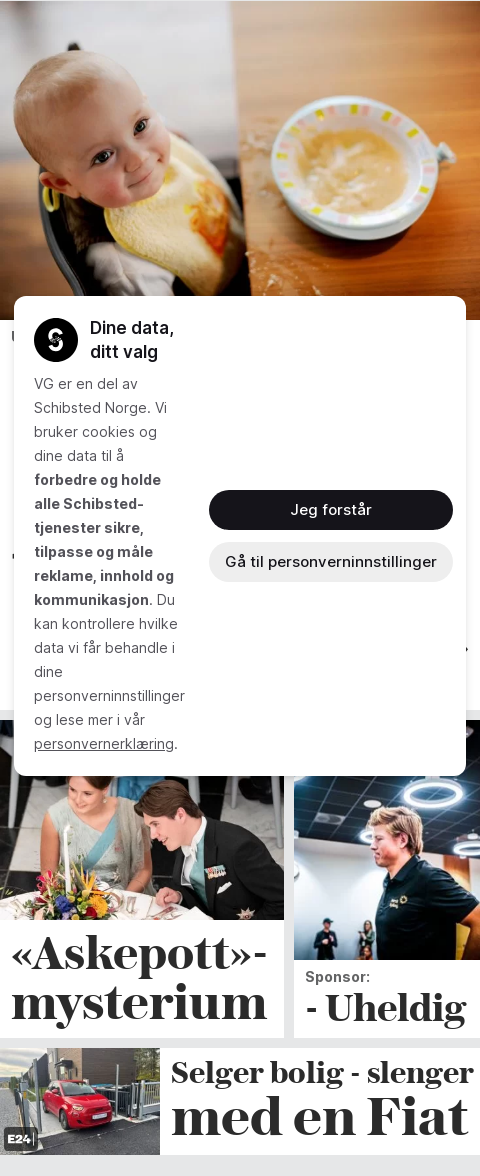 Dine data,
ditt valg
VG er en del av
Schibsted Norge. Vi
bruker cookies og
dine data til å
forbedre og holde
alle Schibsted-
tjenester sikre,
tilpasse og måle
reklame, innhold og
kommunikasjon. Du
kan kontrollere hvilke
data vi får behandle i
dine
personverninnstillinger
og lese mer i vår
personvernerklæring.
Jeg forstår
Gå til personverninnstillinger
«Askepott»-
mysterium
Sponsor:
- Uheldig
E24
Selger bolig - slenger
med en Fiat